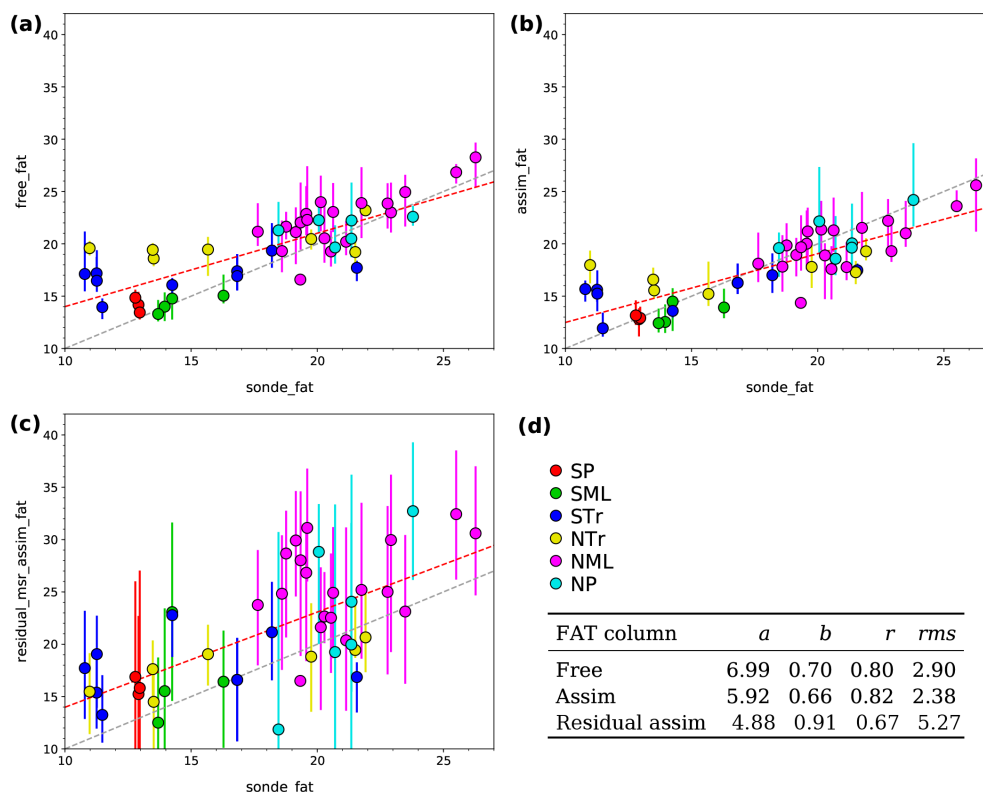 (a)
42
40
35
30
25
20
15
10
free_fat
10
15
20
25
sonde_fat
(b)
40
35
30
25
20
15
10
assim_fat
10
15
20
25
sonde_fat
(c)
40
35
30
25
20
15
10
residual_msr_assim_fat
10
15
20
25
sonde_fat
(d)
SP
SML
STr
NTr
NML
NP
FAT column a b r rms
Free 6.99 0.70 0.80 2.90
Assim 5.92 0.66 0.82 2.38
Residual assim 4.88 0.91 0.67 5.27